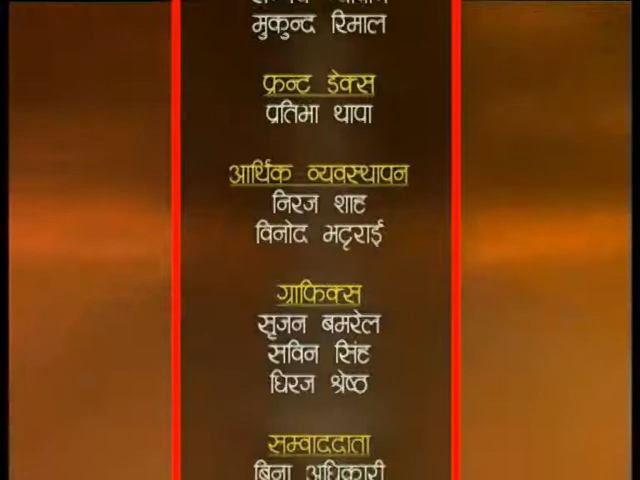 मुकुन्द रिमाल
फ्रन्ट डेक्स
प्रतिभा थापा
आर्थिक व्यवस्थापन
निरज शाह
विनोद भट्टराई
ग्राफिक्स
सृजन बमरेल
सविन सिंह
धिरज श्रेष्ठ
सम्वाददाता
बिना अधिकारी